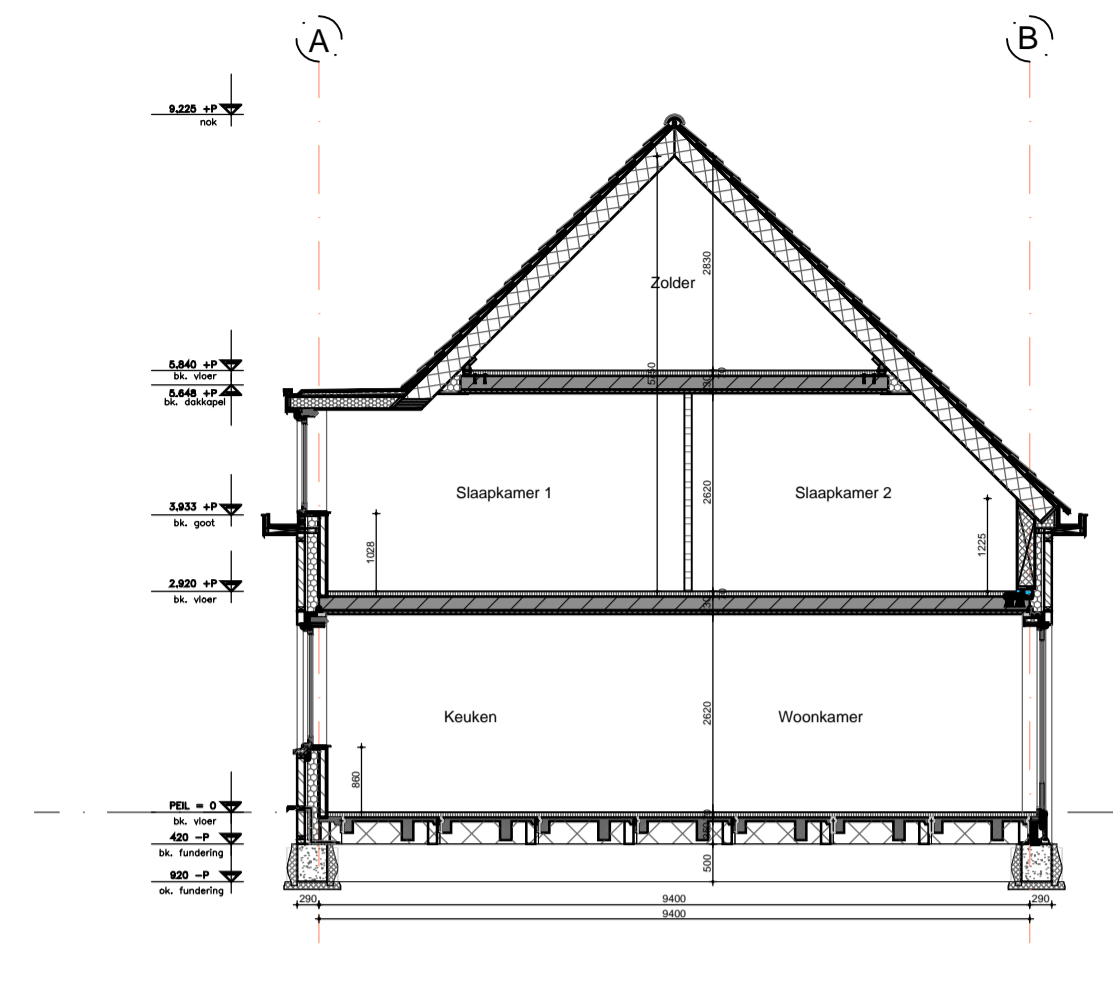 A
B
9.225 +P
nok
2830
Zolder
5.840 +P
bk. vloer
5.648 +P
bk. dakkapel
Slaapkamer 1
2620
Slaapkamer 2
3.933 +P
bk. goot
1028
1225
2.920 +P
bk. vloer
Keuken
2620
Woonkamer
860
PEIL = 0
bk. vloer
420 -P
bk. fundering
500
920 -P
ok. fundering
290
9400
290
9400